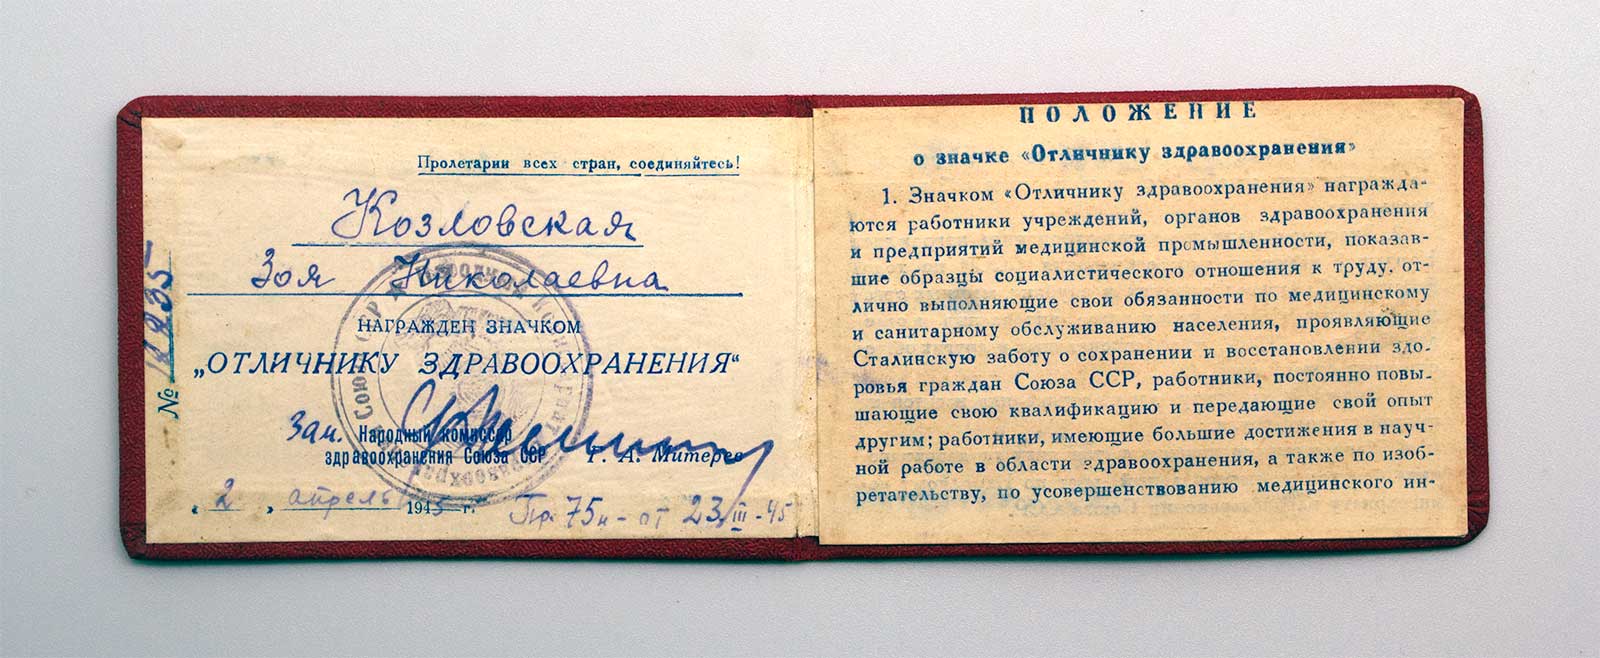 Пролетарии всех стран, соединяйтесь!
Козловская
Зоя Николаевна
НАГРАЖДЕН ЗНАЧКОМ
„ОТЛИЧНИКУ ЗДРАВООХРАНЕНИЯ“
Зам. Народный комиссар
здравоохранения Союза ССР Г. А. Митерев
„ 2 „ апрель 1945 г. Пр. 75н - от 23/III-45
№
ПОЛОЖЕНИЕ
о значке «Отличнику здравоохранения»
1. Значком «Отличнику здравоохранения» награжда-
ются работники учреждений, органов здравоохранения
и предприятий медицинской промышленности, показав-
шие образцы социалистического отношения к труду, от-
лично выполняющие свои обязанности по медицинскому
и санитарному обслуживанию населения, проявляющие
Сталинскую заботу о сохранении и восстановлении здо-
ровья граждан Союза ССР, работники, постоянно повы-
шающие свою квалификацию и передающие свой опыт
другим; работники, имеющие большие достижения в науч-
ной работе в области здравоохранения, а также по изоб-
ретательству, по усовершенствованию медицинского ин-